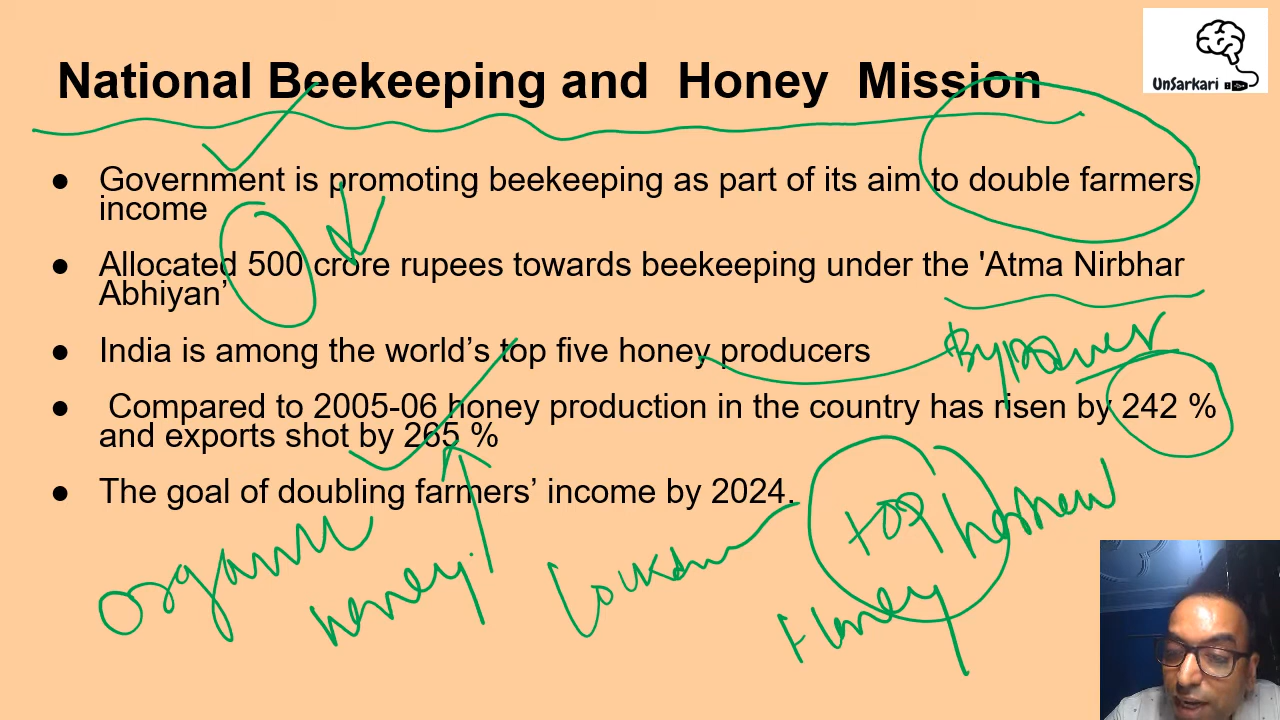 National Beekeeping and Honey Mission
UnSarkari
● Government is promoting beekeeping as part of its aim to double farmers'
income
● Allocated 500 crore rupees towards beekeeping under the 'Atma Nirbhar
Abhiyan'
● India is among the world's top five honey producers
● Compared to 2005-06 honey production in the country has risen by 242 %
and exports shot by 265 %
● The goal of doubling farmers' income by 2024.
top
organic
honey
Honey